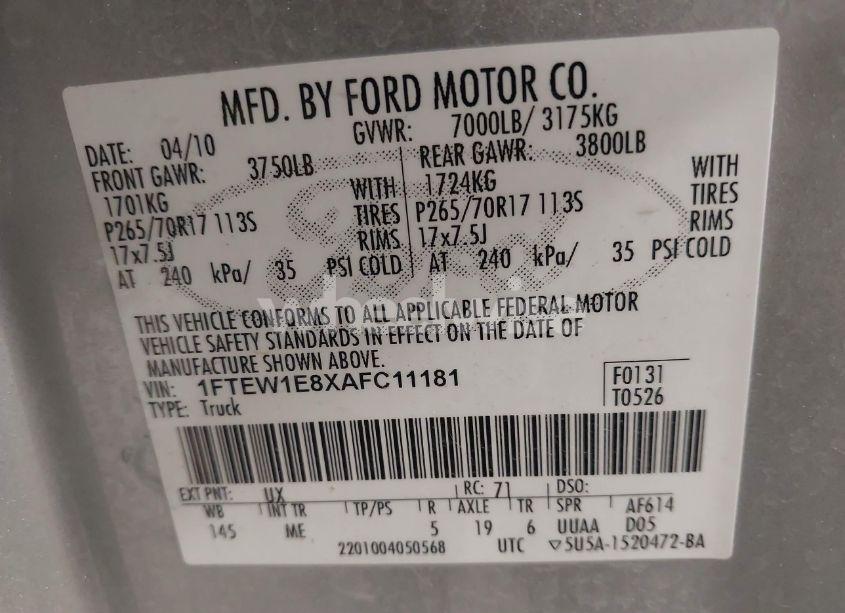 MFD. BY FORD MOTOR CO.
DATE: 04/10 GVWR: 7000LB/ 3175KG
FRONT GAWR: 3750LB REAR GAWR: 3800LB
1701KG WITH 1724KG WITH
P265/70R17 113S TIRES P265/70R17 113S TIRES
17x7.5J RIMS 17x7.5J RIMS
AT 240 kPa/ 35 PSI COLD AT 240 kPa/ 35 PSI COLD
THIS VEHICLE CONFORMS TO ALL APPLICABLE FEDERAL MOTOR
VEHICLE SAFETY STANDARDS IN EFFECT ON THE DATE OF
MANUFACTURE SHOWN ABOVE.
VIN: 1FTEW1E8XAFC11181 F0131
TYPE: Truck T0526
EXT PNT: UX RC: 71 DSO:
WB INT TR TP/PS R AXLE TR SPR AF614
145 ME 5 19 6 UUAA D05
2201004050568 UTC ▽5U5A-1520472-BA